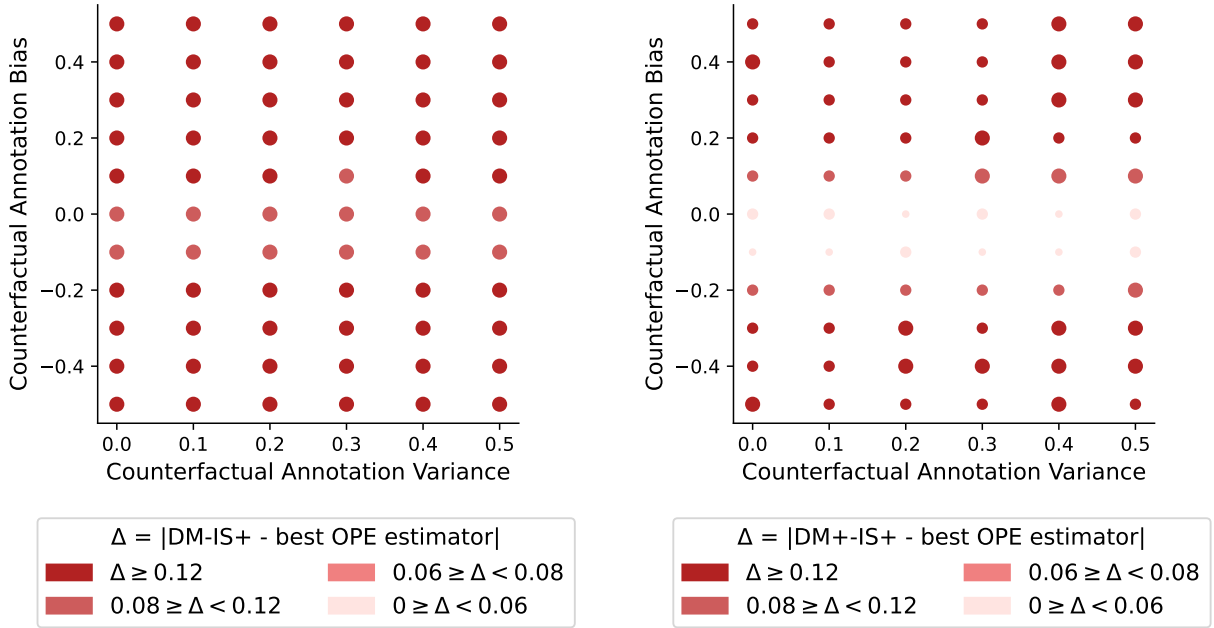 Counterfactual Annotation Bias
0.4
0.2
0.0
−0.2
−0.4
0.0 0.1 0.2 0.3 0.4 0.5
Counterfactual Annotation Variance
Δ = |DM-IS+ - best OPE estimator|
Δ ≥ 0.12 0.06 ≥ Δ < 0.08
0.08 ≥ Δ < 0.12 0 ≥ Δ < 0.06
Counterfactual Annotation Bias
0.4
0.2
0.0
−0.2
−0.4
0.0 0.1 0.2 0.3 0.4 0.5
Counterfactual Annotation Variance
Δ = |DM+-IS+ - best OPE estimator|
Δ ≥ 0.12 0.06 ≥ Δ < 0.08
0.08 ≥ Δ < 0.12 0 ≥ Δ < 0.06